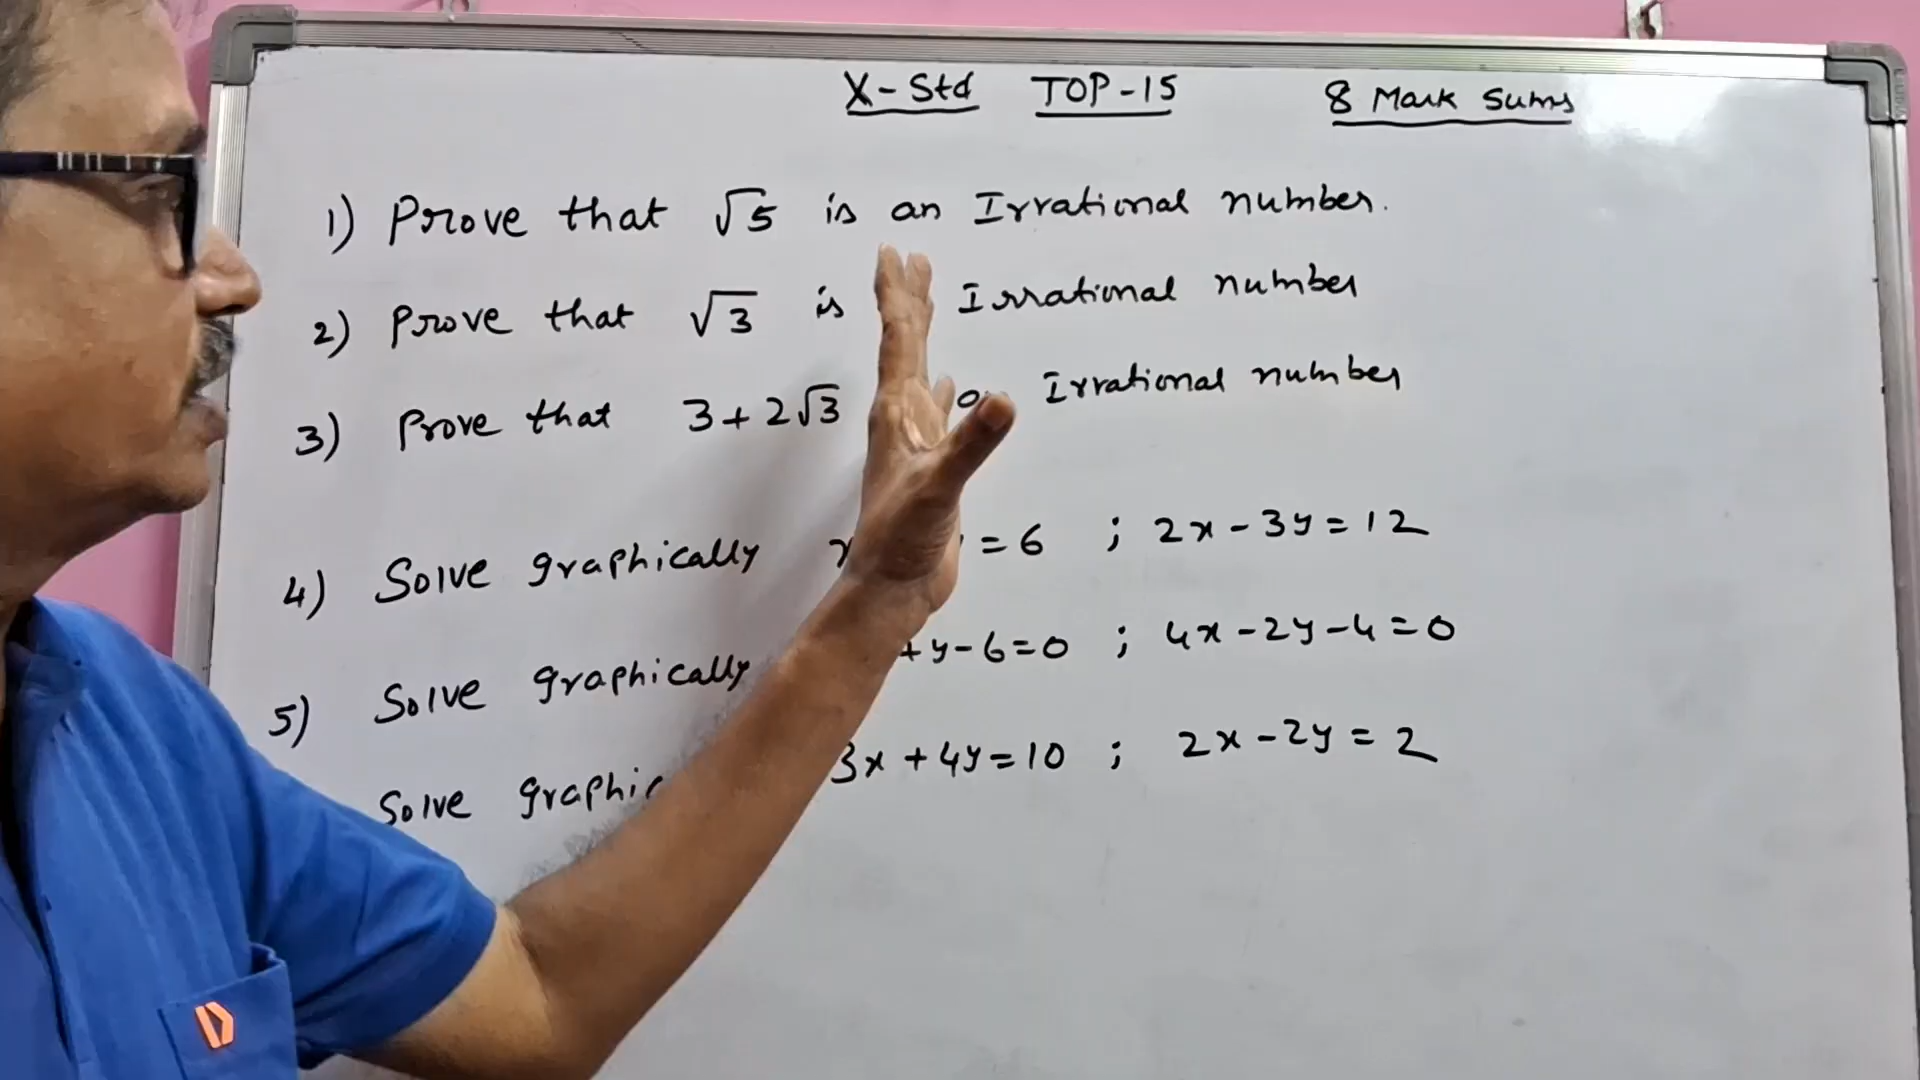 X-Std TOP-15 8 Mark Sums
1) Prove that √5 is an Irrational number.
2) Prove that √3 is Irrational number
3) Prove that 3+2√3 Irrational number
4) Solve graphically x =6 ; 2x-3y=12
5) Solve graphically +y-6=0 ; 4x-2y-4=0
Solve 3x+4y=10 ; 2x-2y=2